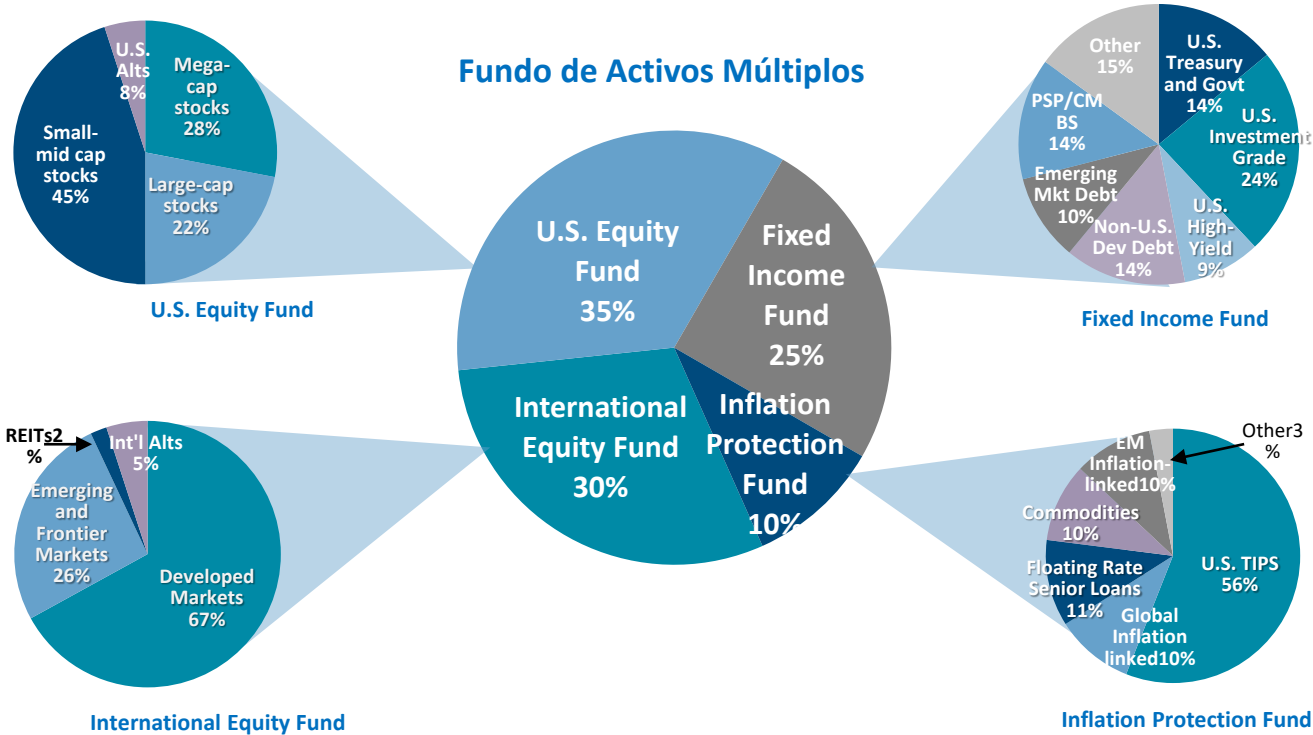 Fundo de Activos Múltiplos
U.S.
Alts
8%
Mega-
cap
stocks
28%
Small-
mid cap
stocks
45%
Large-cap
stocks
22%
U.S. Equity Fund
Other
15%
U.S.
Treasury
and Govt
14%
PSP/CM
BS
14%
U.S.
Investment
Grade
24%
Emerging
Mkt Debt
10%
Non-U.S.
Dev Debt
14%
U.S.
High-
Yield
9%
Fixed Income Fund
U.S. Equity
Fund
35%
Fixed
Income
Fund
25%
International
Equity Fund
30%
Inflation
Protection
Fund
10%
REITs2
%
Int'l Alts
5%
Emerging
and
Frontier
Markets
26%
Developed
Markets
67%
International Equity Fund
Other3
%
EM
Inflation-
linked10%
Commodities
10%
U.S. TIPS
56%
Floating Rate
Senior Loans
11%
Global
Inflation
linked10%
Inflation Protection Fund